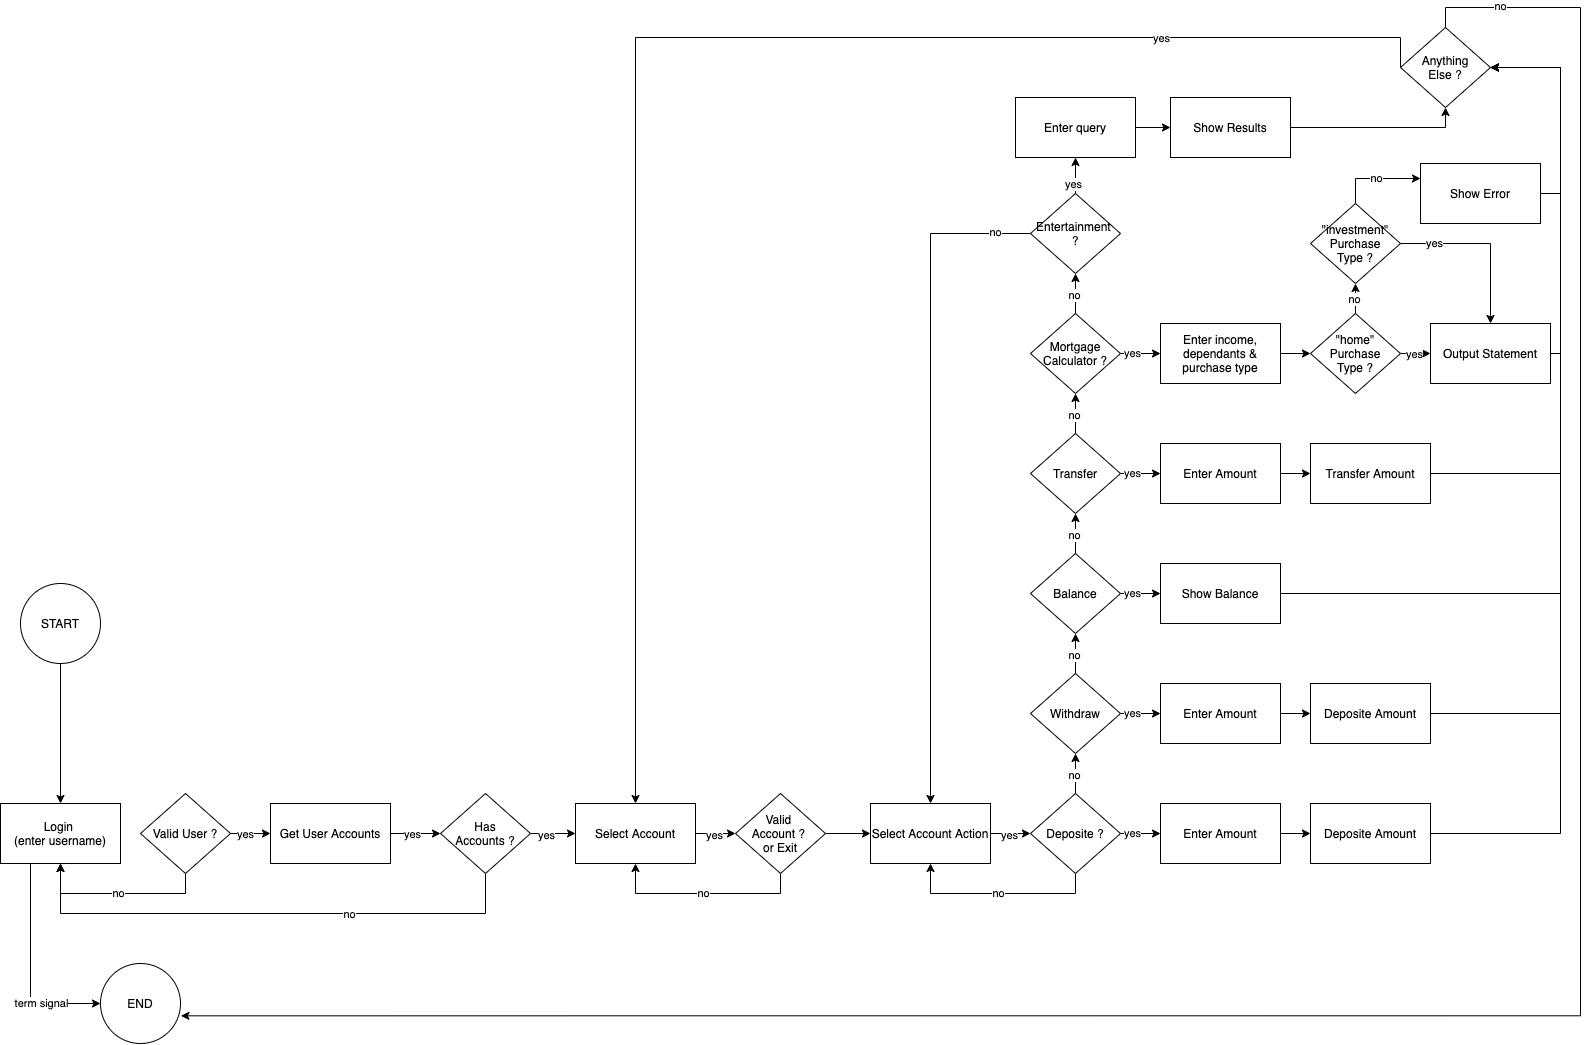 no
yes
Anything
Else ?
Enter query
Show Results
yes
no
Show Error
Entertainment
?
no
"investment"
Purchase
Type ?
yes
no
no
Mortgage
Calculator ?
yes
Enter income,
dependants &
purchase type
"home"
Purchase
Type ?
yes
Output Statement
no
Transfer
yes
Enter Amount
Transfer Amount
no
Balance
yes
Show Balance
START
no
Withdraw
yes
Enter Amount
Deposite Amount
no
Login
(enter username)
Valid User ?
yes
Get User Accounts
yes
Has
Accounts ?
yes
Select Account
yes
Valid
Account ?
or Exit
Select Account Action
yes
Deposite ?
yes
Enter Amount
Deposite Amount
no
no
no
no
term signal
END